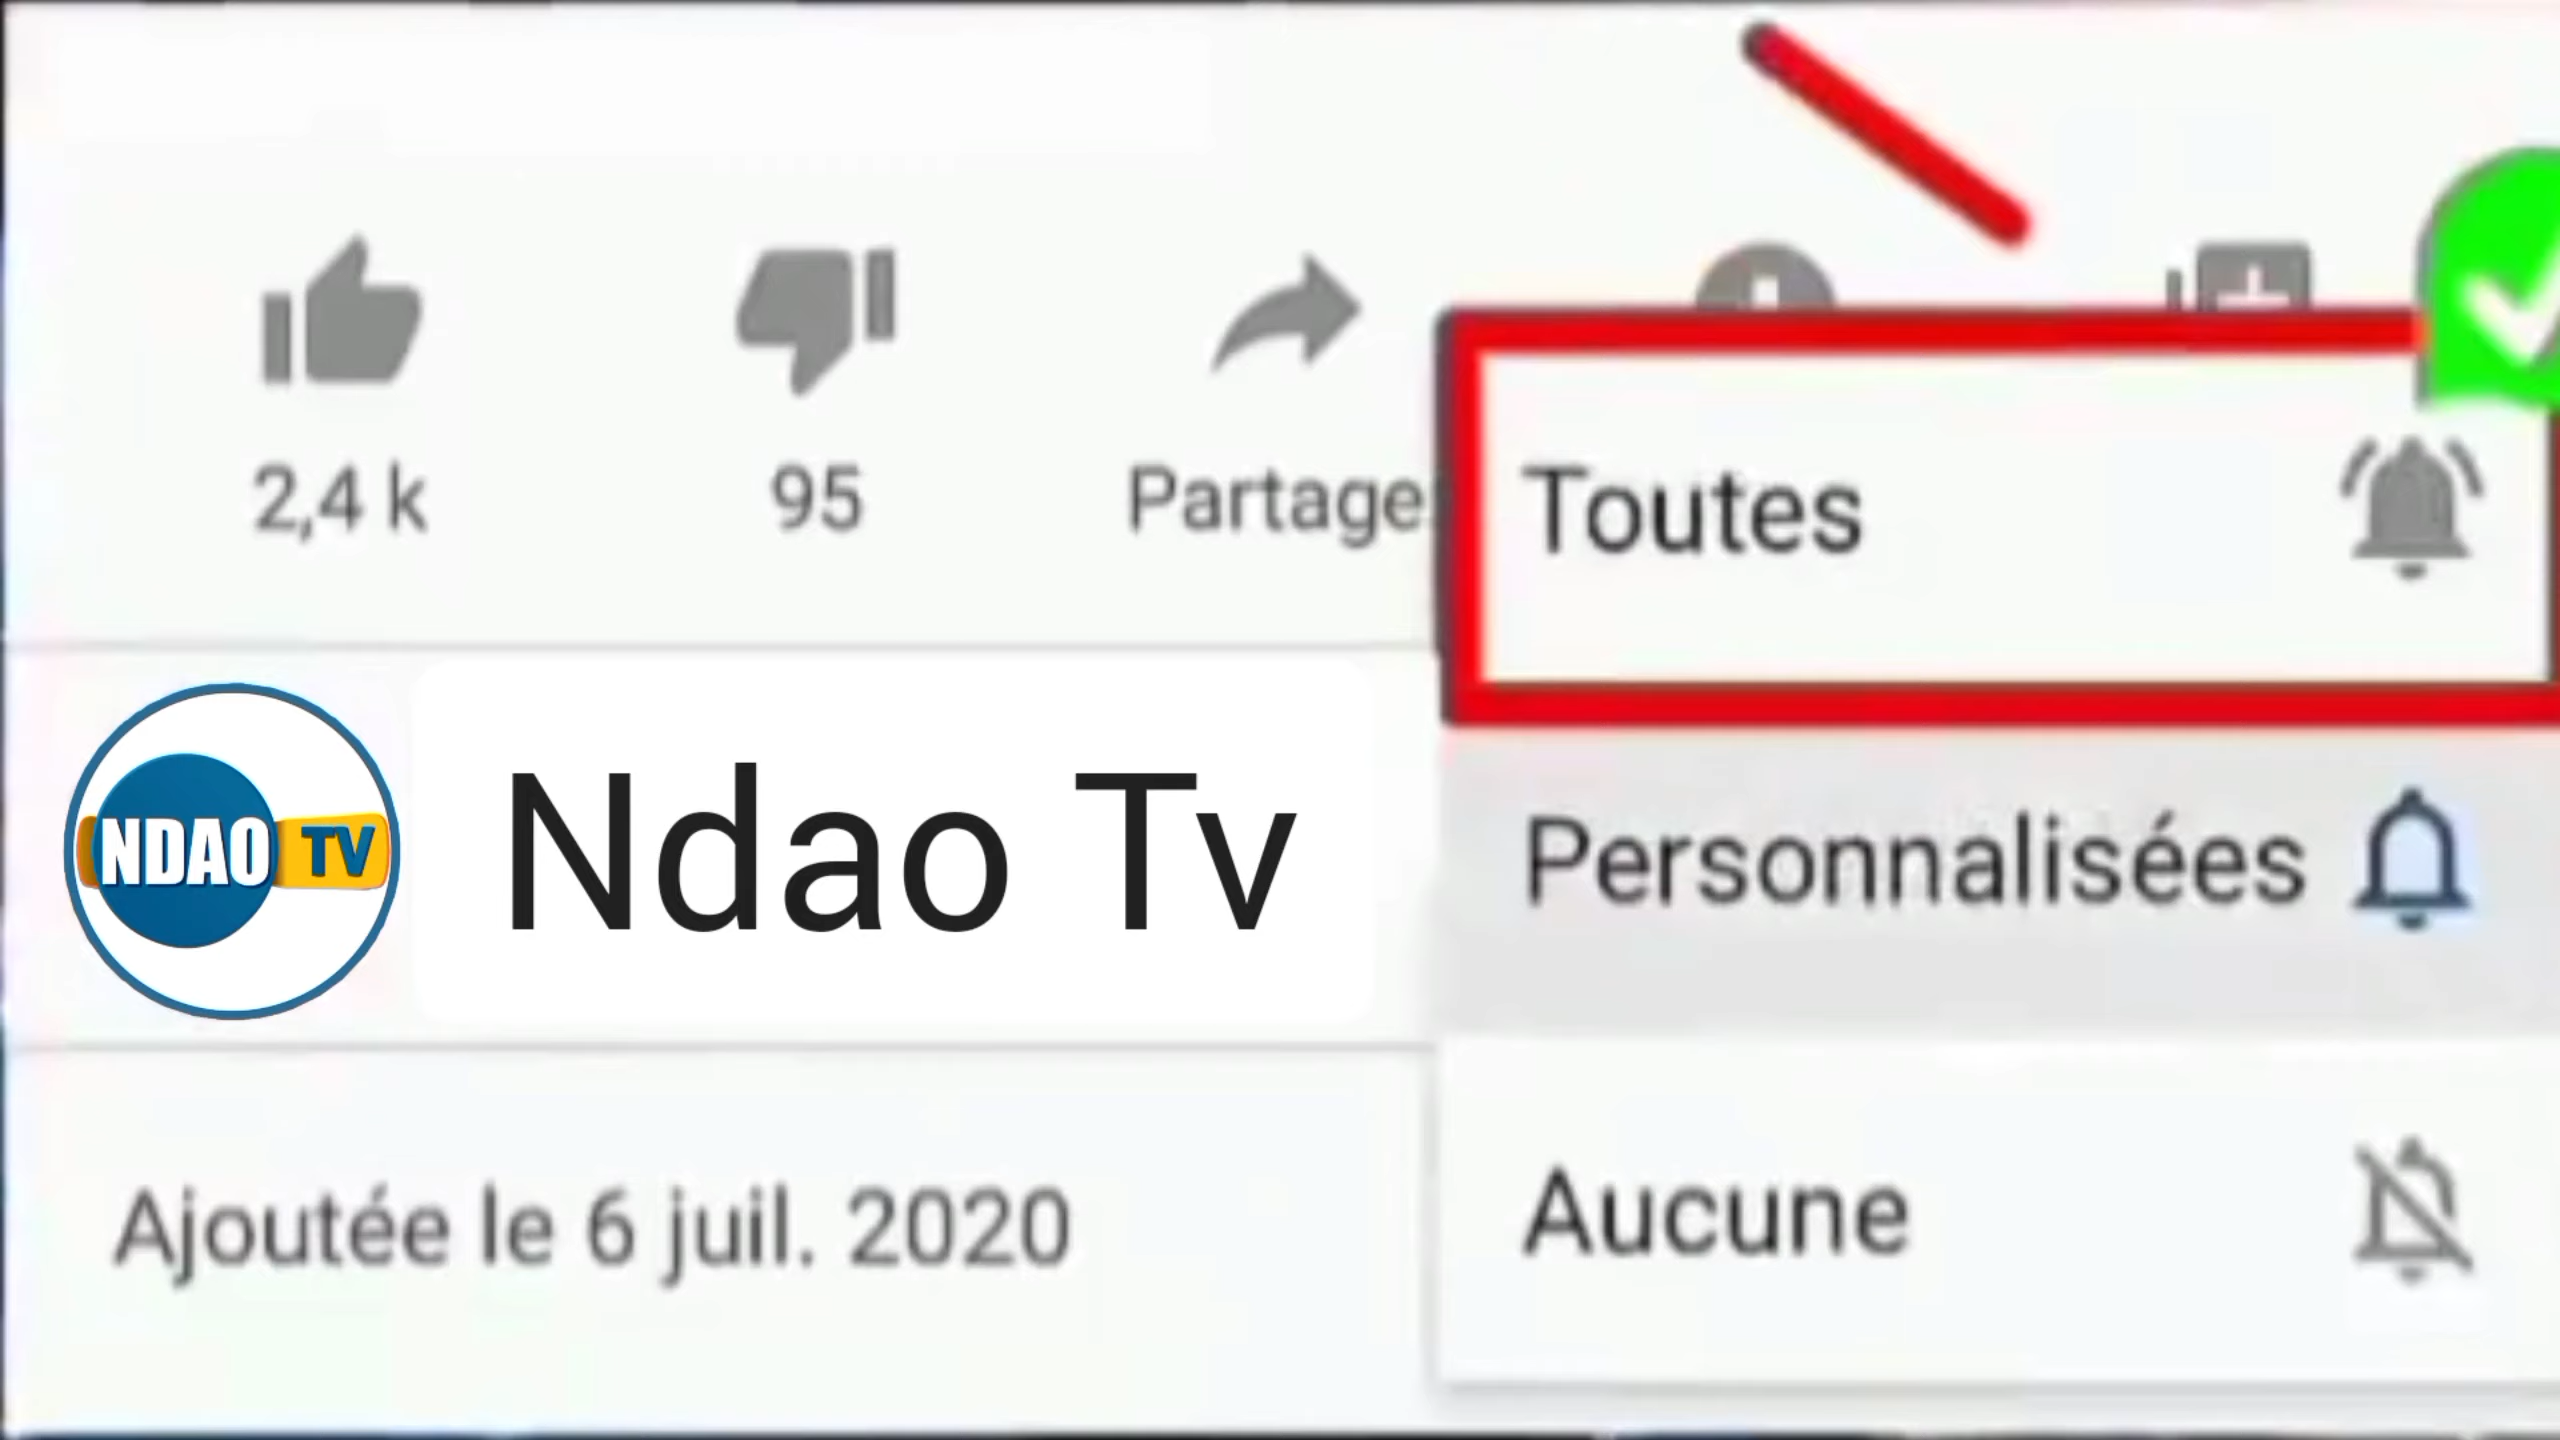 2,4 k
95
Partage
Toutes
NDAO TV
Ndao Tv
Personnalisées
Ajoutée le 6 juil. 2020
Aucune